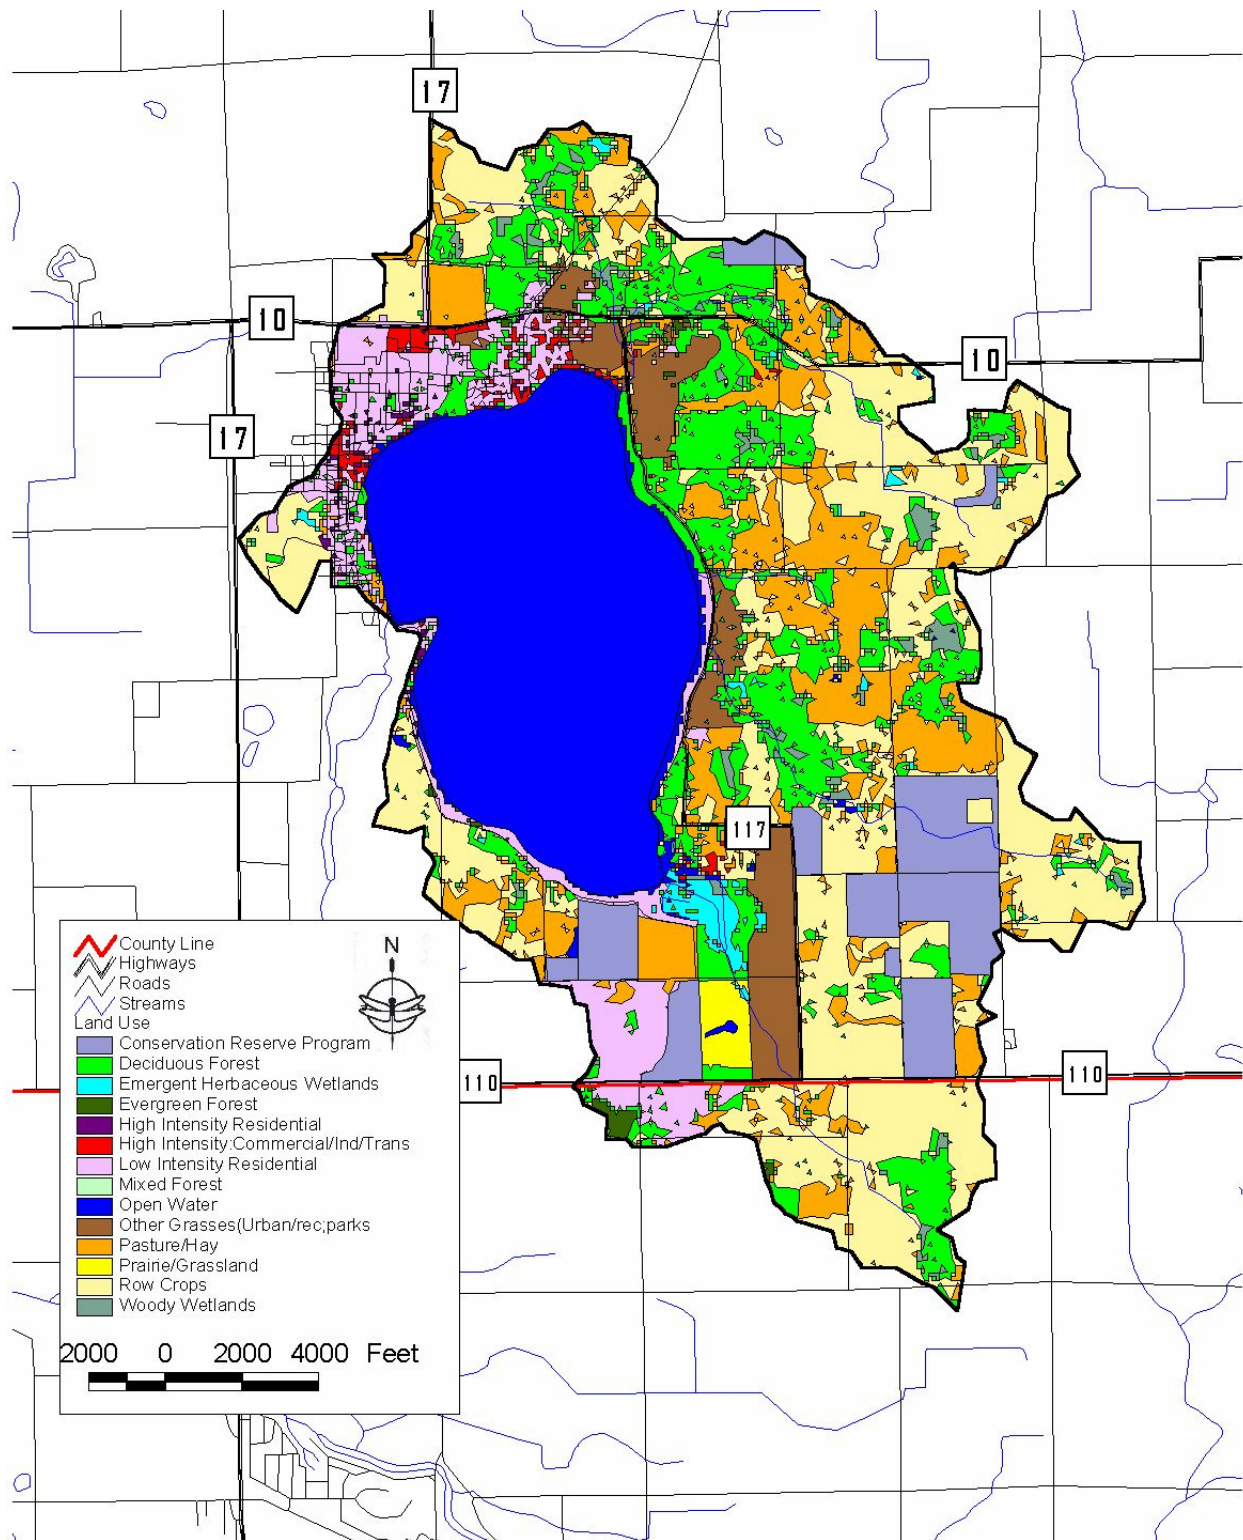 17
10
10
17
117
County Line
Highways
Roads
Streams
Land Use
Conservation Reserve Program
Deciduous Forest
Emergent Herbaceous Wetlands
Evergreen Forest
High Intensity Residential
High Intensity:Commercial/Ind/Trans
Low Intensity Residential
Mixed Forest
Open Water
Other Grasses(Urban/rec;parks
Pasture/Hay
Prairie/Grassland
Row Crops
Woody Wetlands
N
110
110
2000 0 2000 4000 Feet